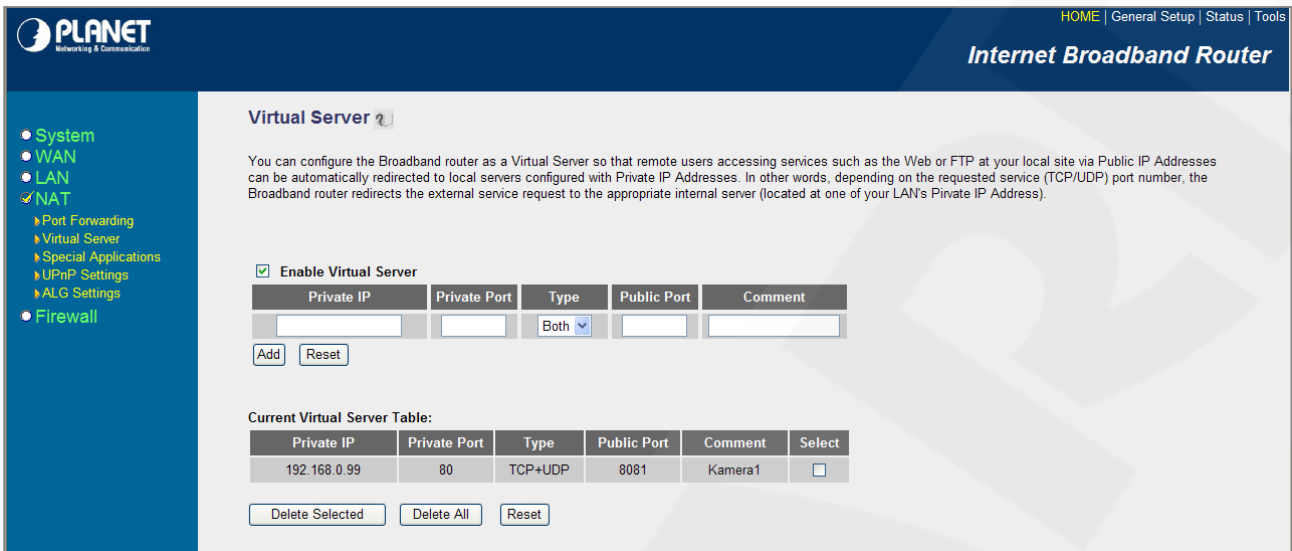 PLANET
Networking & Communication
HOME | General Setup | Status | Tools
Internet Broadband Router
System
WAN
LAN
NAT
Port Forwarding
Virtual Server
Special Applications
UPnP Settings
ALG Settings
Firewall
Virtual Server
You can configure the Broadband router as a Virtual Server so that remote users accessing services such as the Web or FTP at your local site via Public IP Addresses
can be automatically redirected to local servers configured with Private IP Addresses. In other words, depending on the requested service (TCP/UDP) port number, the
Broadband router redirects the external service request to the appropriate internal server (located at one of your LAN's Private IP Address).
Enable Virtual Server
Private IP Private Port Type Public Port Comment
Both
Add Reset
Current Virtual Server Table:
Private IP Private Port Type Public Port Comment Select
192.168.0.99 80 TCP+UDP 8081 Kamera1
Delete Selected Delete All Reset